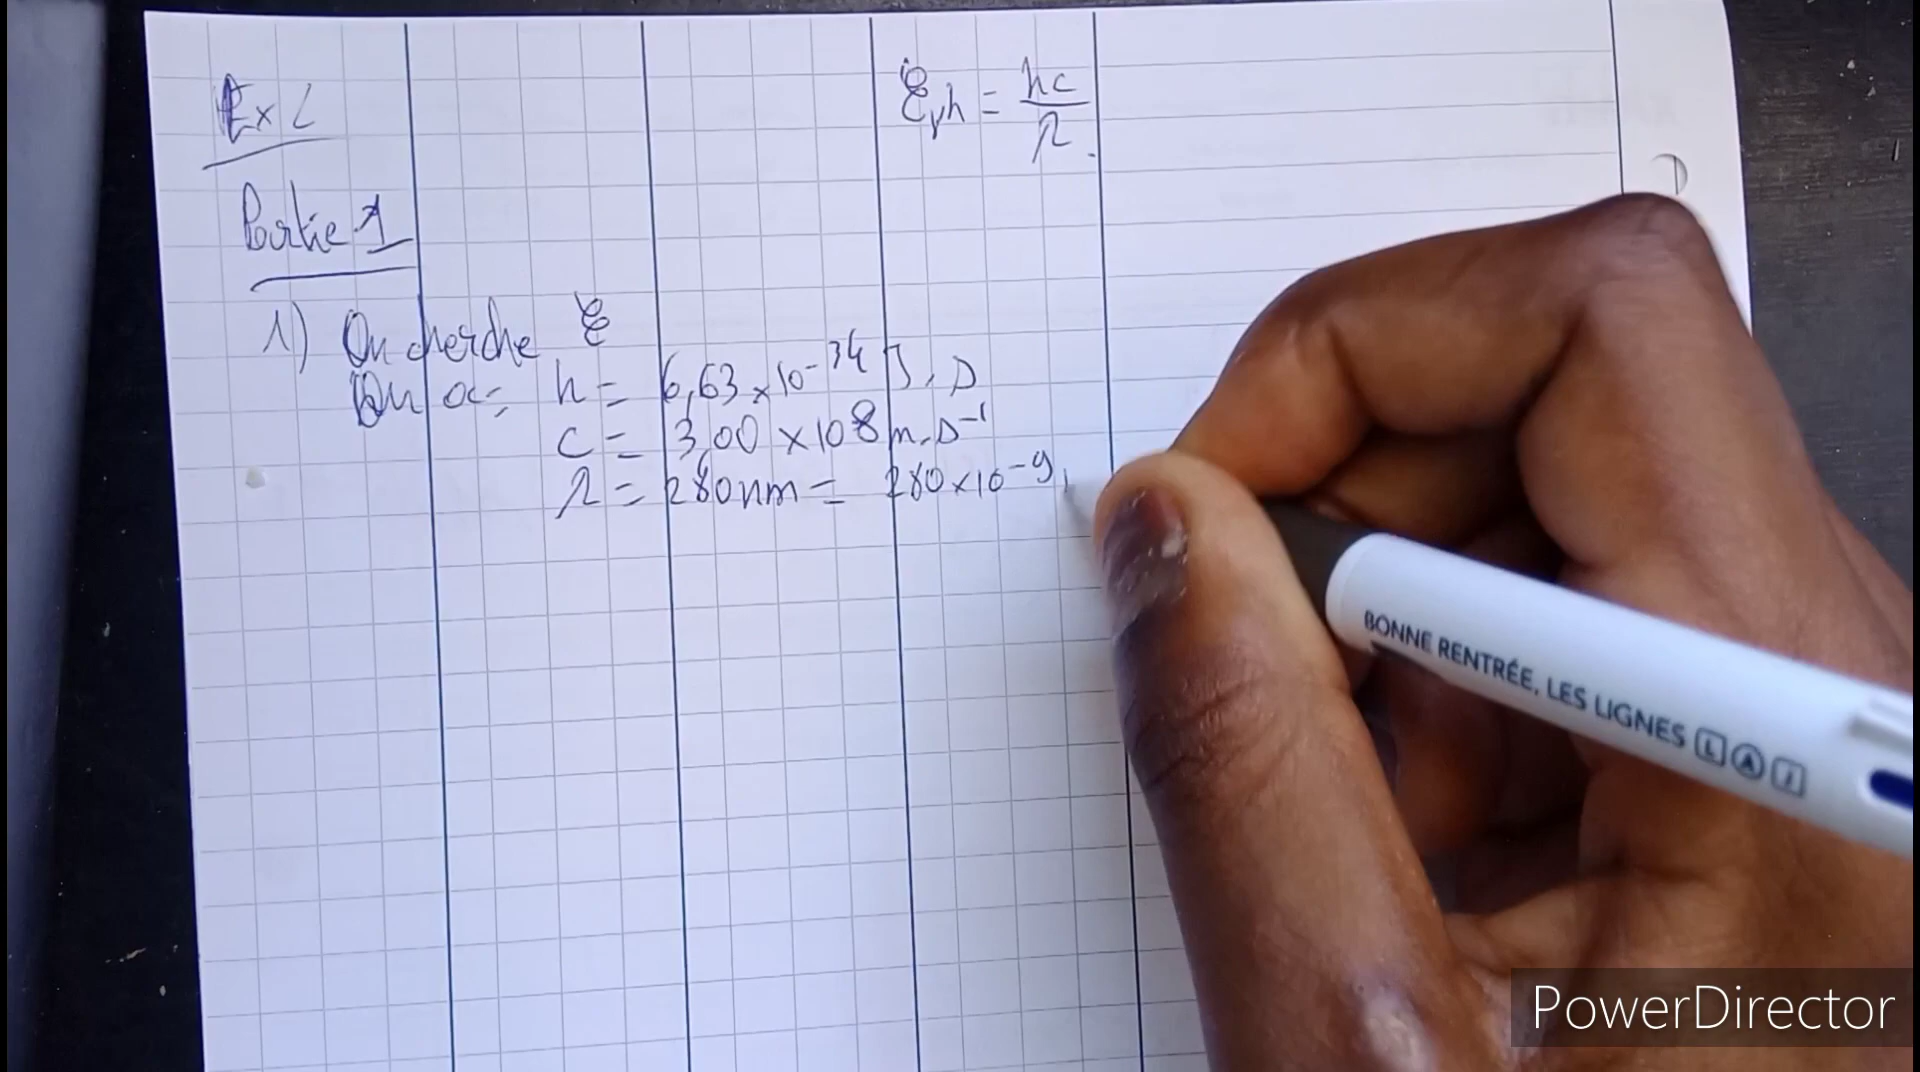 Ex 2
Partie 1
ℰph = hc/λ.
1) On cherche ℰ
On a : h = 6,63 × 10⁻³⁴ J.s
c = 3,00 × 10⁸ m.s⁻¹
λ = 280 nm = 280 × 10⁻⁹
BONNE RENTRÉE, LES LIGNES L A
PowerDirector